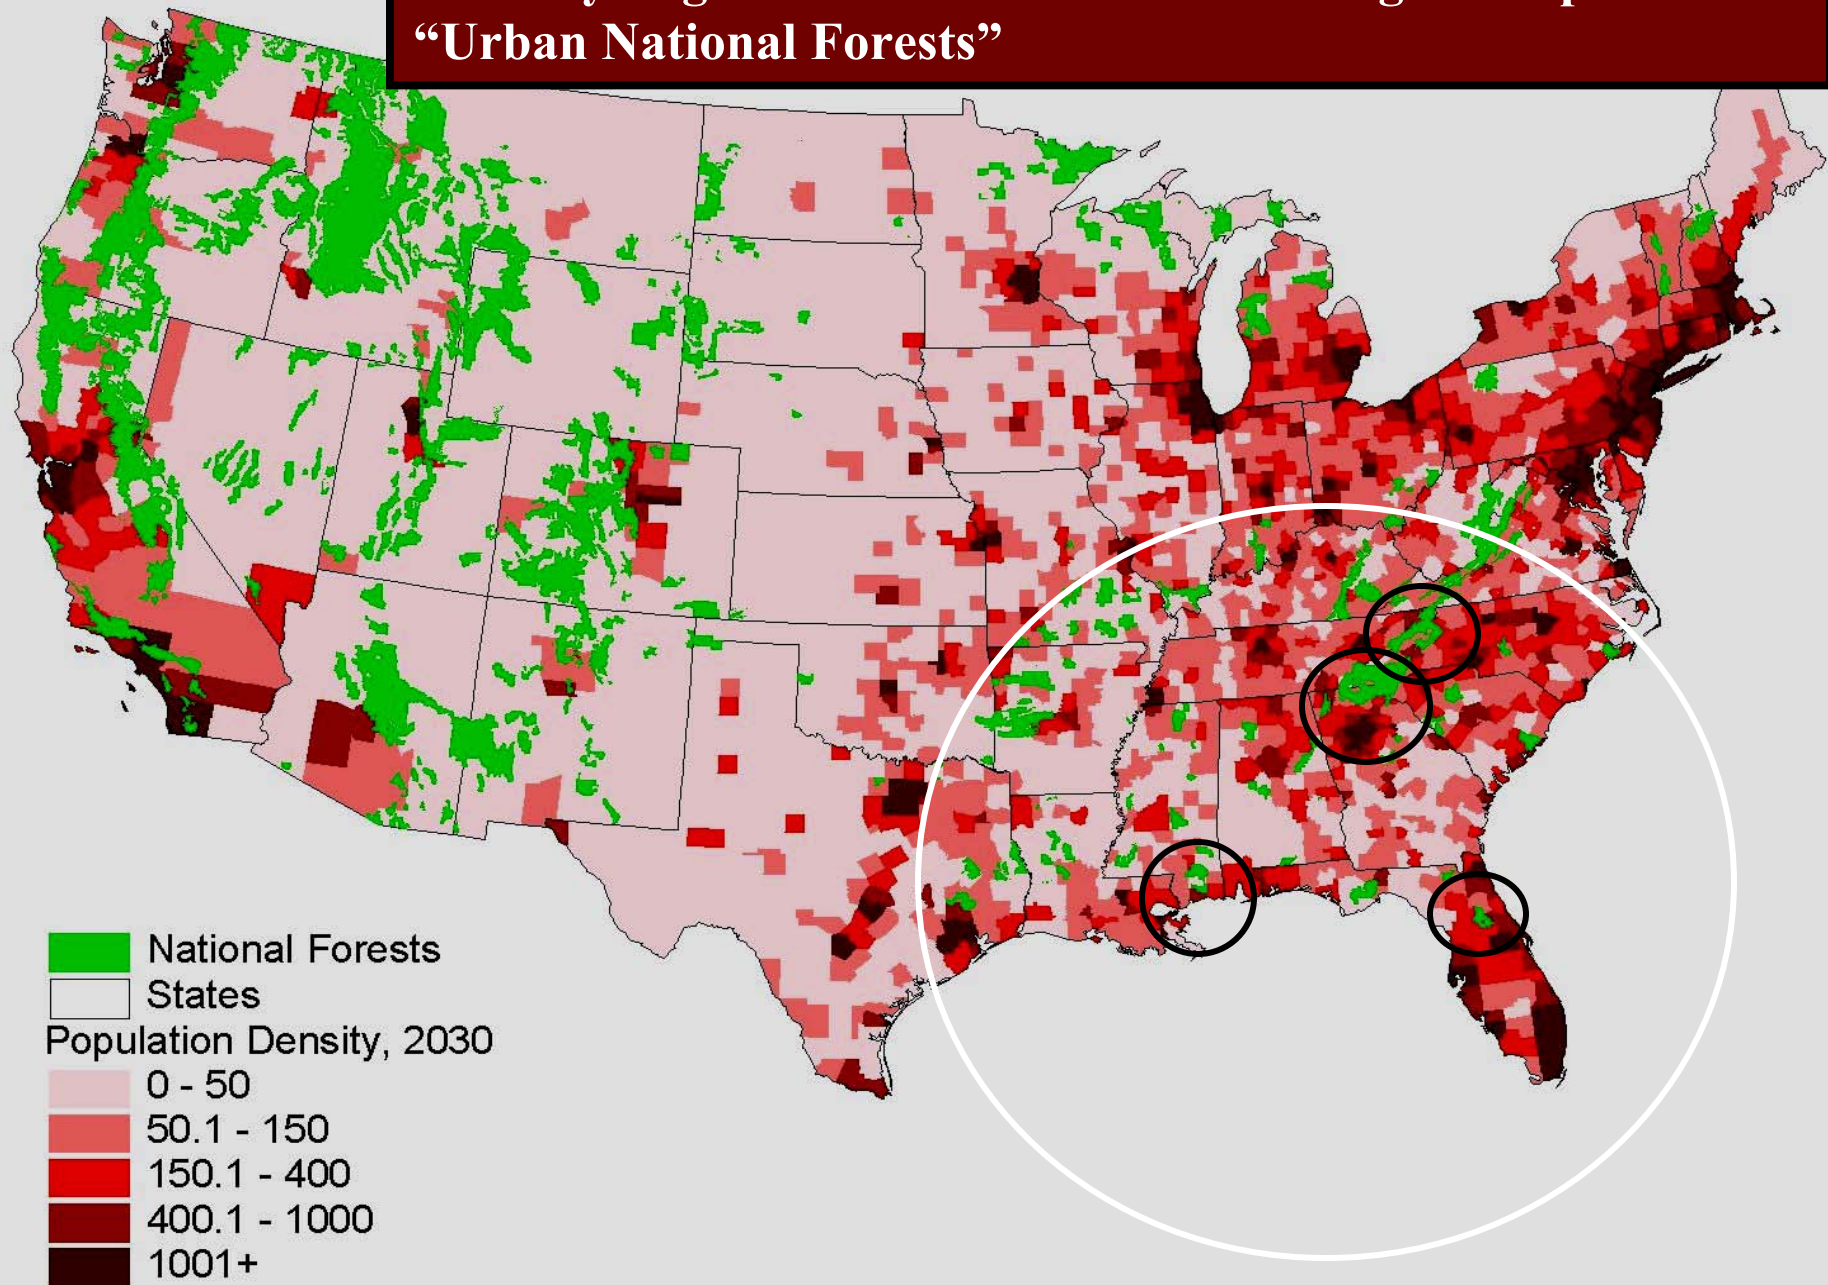 “Urban National Forests”
National Forests
States
Population Density, 2030
0 - 50
50.1 - 150
150.1 - 400
400.1 - 1000
1001+